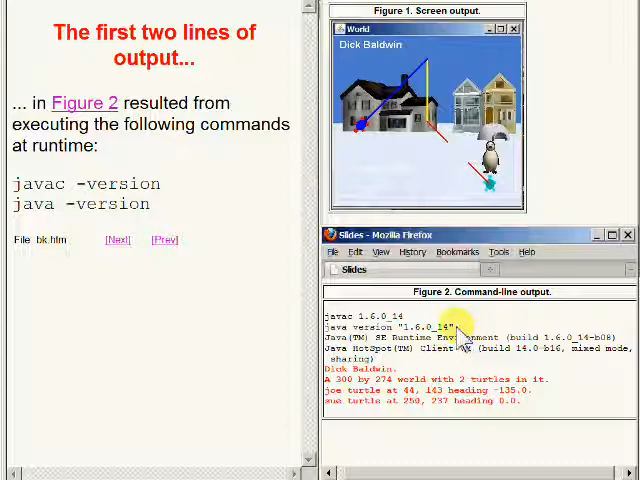 The first two lines of
output...
... in Figure 2 resulted from
executing the following commands
at runtime:
javac -version
java -version
File bk.htm [Next] [Prev]
Figure 1. Screen output.
World
Dick Baldwin
Slides - Mozilla Firefox
File Edit View History Bookmarks Tools Help
Slides
Figure 2. Command-line output.
javac 1.6.0_14
java version "1.6.0_14"
Java(TM) SE Runtime Environment (build 1.6.0_14-b08)
Java HotSpot(TM) Client VM (build 14.0-b16, mixed mode,
sharing)
Dick Baldwin.
A 300 by 274 world with 2 turtles in it.
joe turtle at 44, 143 heading -135.0.
sue turtle at 250, 237 heading 0.0.